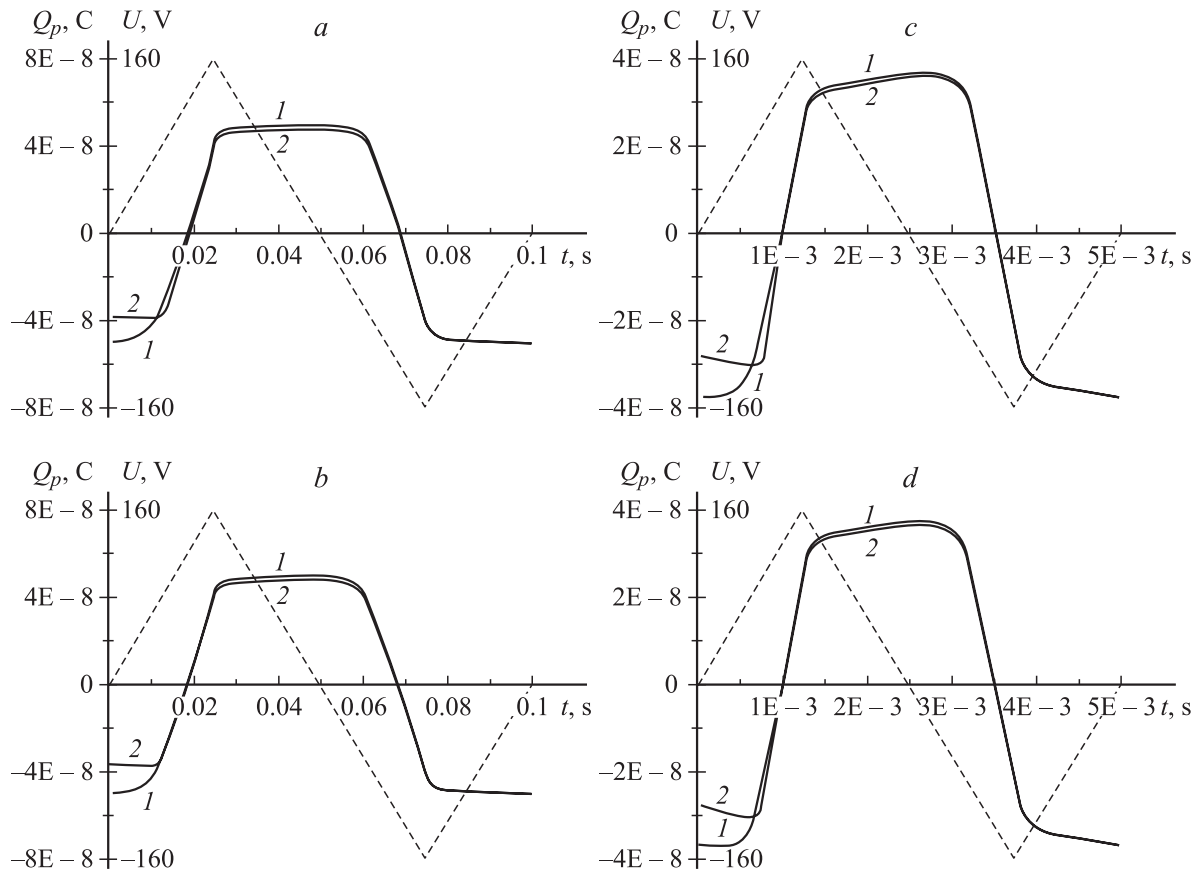 Q_p, C U, V a
8E – 8 160
1
4E – 8
2
0
0.02 0.04 0.06 0.08 0.1 t, s
2
–4E – 8
1
–8E – 8 –160
Q_p, C U, V c
4E – 8 160
1
2
2E – 8
0
1E – 3 2E – 3 3E – 3 4E – 3 5E – 3 t, s
–2E – 8
2
1
–4E – 8 –160
Q_p, C U, V b
8E – 8 160
1
4E – 8
2
0
0.02 0.04 0.06 0.08 0.1 t, s
2
–4E – 8
1
–8E – 8 –160
Q_p, C U, V d
4E – 8 160
1
2
2E – 8
0
1E – 3 2E – 3 3E – 3 4E – 3 5E – 3 t, s
–2E – 8
2
1
–4E – 8 –160